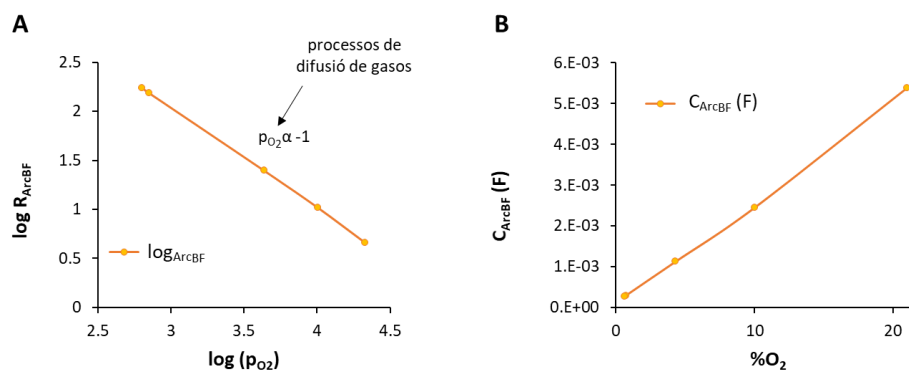 A
processos de
difusió de gasos
pO2α -1
log RArcBF
2.5
2
1.5
1
0.5
0
logArcBF
2.5 3 3.5 4 4.5
log (pO2)
B
CArcBF (F)
6.E-03
5.E-03
4.E-03
3.E-03
2.E-03
1.E-03
0.E+00
CArcBF (F)
0 10 20
%O2